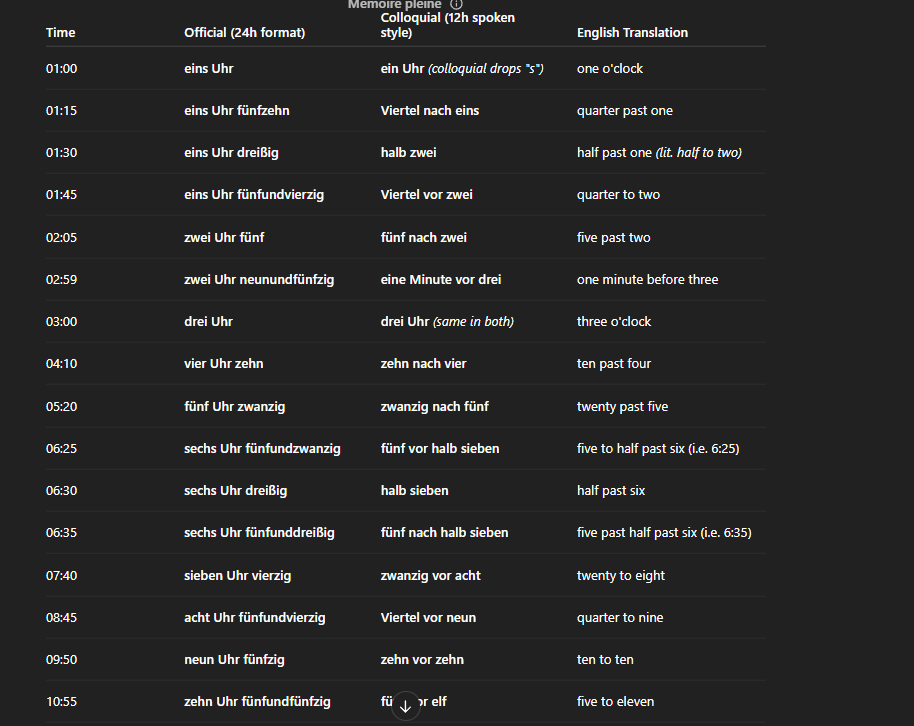 Mémoire pleine
Time Official (24h format) Colloquial (12h spoken style) English Translation
01:00 eins Uhr ein Uhr (colloquial drops "s") one o'clock
01:15 eins Uhr fünfzehn Viertel nach eins quarter past one
01:30 eins Uhr dreißig halb zwei half past one (lit. half to two)
01:45 eins Uhr fünfundvierzig Viertel vor zwei quarter to two
02:05 zwei Uhr fünf fünf nach zwei five past two
02:59 zwei Uhr neunundfünfzig eine Minute vor drei one minute before three
03:00 drei Uhr drei Uhr (same in both) three o'clock
04:10 vier Uhr zehn zehn nach vier ten past four
05:20 fünf Uhr zwanzig zwanzig nach fünf twenty past five
06:25 sechs Uhr fünfundzwanzig fünf vor halb sieben five to half past six (i.e. 6:25)
06:30 sechs Uhr dreißig halb sieben half past six
06:35 sechs Uhr fünfunddreißig fünf nach halb sieben five past half past six (i.e. 6:35)
07:40 sieben Uhr vierzig zwanzig vor acht twenty to eight
08:45 acht Uhr fünfundvierzig Viertel vor neun quarter to nine
09:50 neun Uhr fünfzig zehn vor zehn ten to ten
10:55 zehn Uhr fünfundfünfzig elf five to eleven